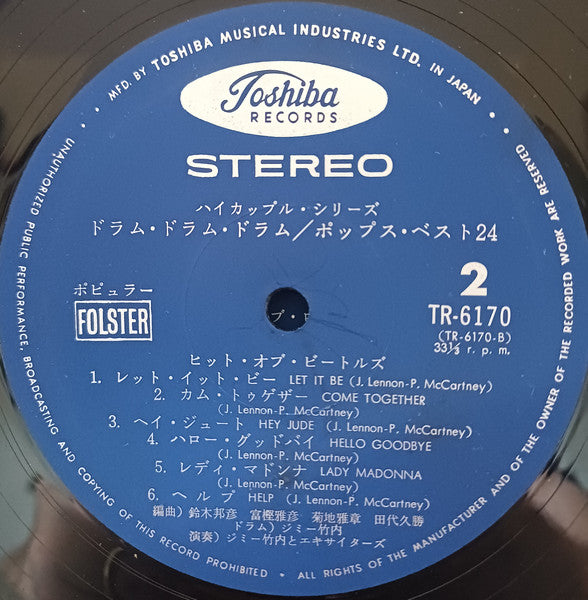 · MFD. BY TOSHIBA MUSICAL INDUSTRIES LTD. IN JAPAN ·
UNAUTHORIZED PUBLIC PERFORMANCE, BROADCASTING AND COPYING OF THIS RECORD PROHIBITED · ALL RIGHTS OF THE MANUFACTURER AND OF THE OWNER OF THE RECORDED WORK ARE RESERVED
Toshiba
RECORDS
STEREO
ハイカップル・シリーズ
ドラム・ドラム・ドラム/ポップス・ベスト24
ポピュラー
FOLSTER
2
TR-6170
(TR-6170-B)
33⅓ r. p. m.
ヒット・オブ・ビートルズ
1. レット・イット・ビー LET IT BE (J. Lennon-P. McCartney)
2. カム・トゥゲザー COME TOGETHER
(J. Lennon-P. McCartney)
3. ヘイ・ジュート HEY JUDE (J. Lennon-P. McCartney)
4. ハロー・グッドバイ HELLO GOODBYE
(J. Lennon-P. McCartney)
5. レディ・マドンナ LADY MADONNA
(J. Lennon-P. McCartney)
6. ヘルプ HELP (J. Lennon-P. McCartney)
編曲)鈴木邦彦 富樫雅彦 菊地雅章 田代久勝
ドラム)ジミー竹内
演奏)ジミー竹内とエキサイターズ